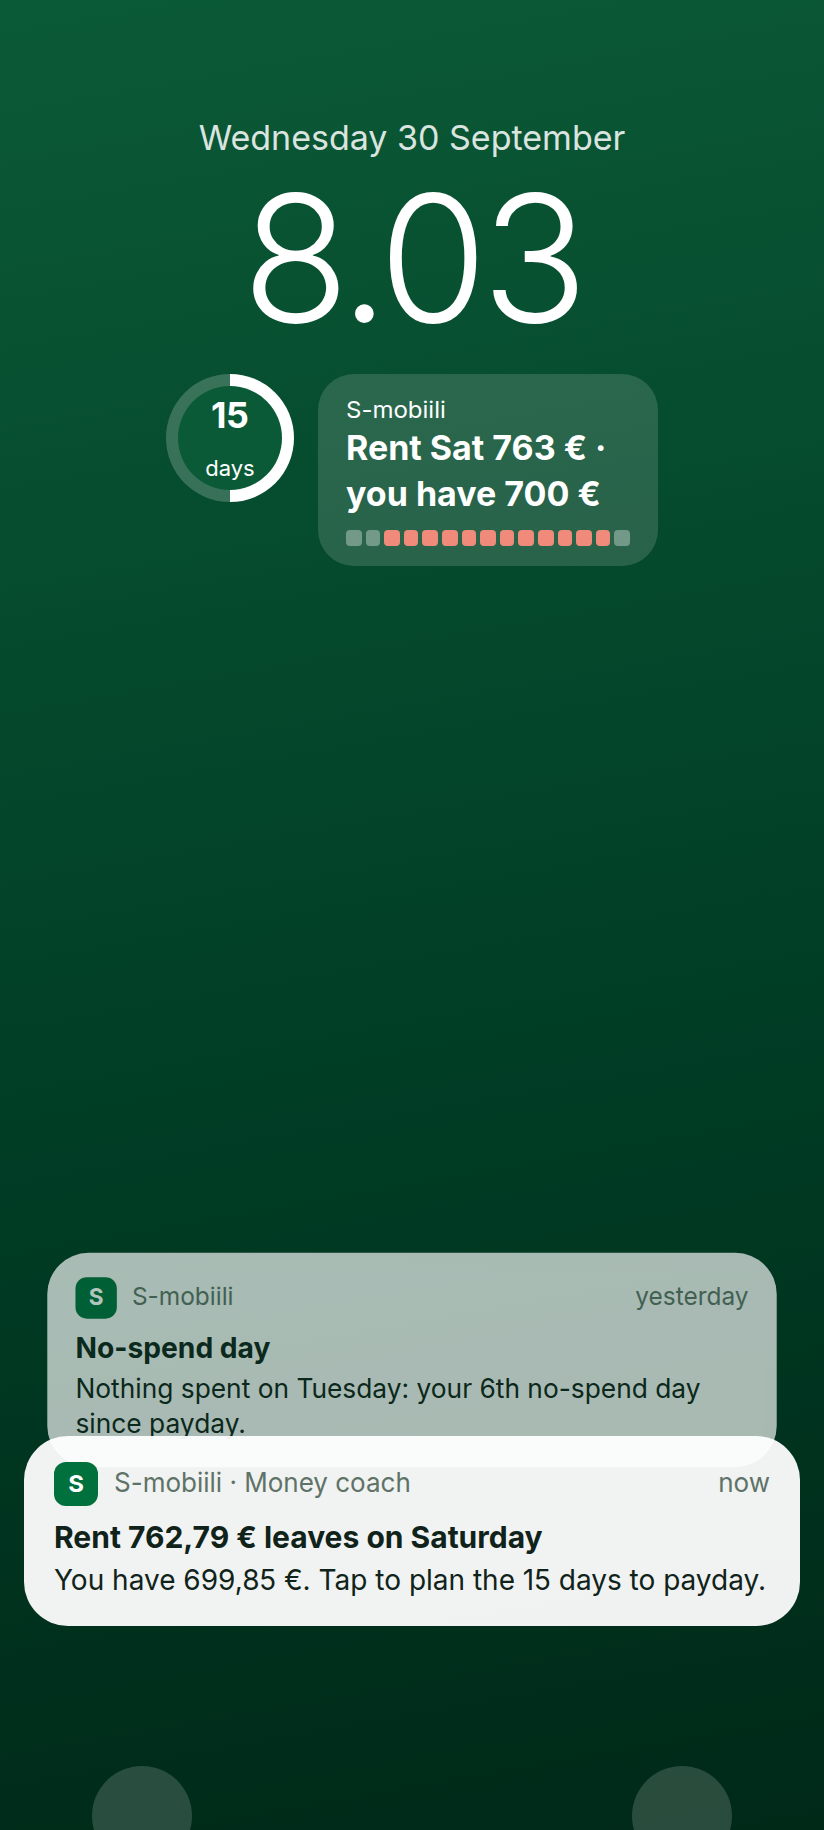 Wednesday 30 September
8.03
15
days
S-mobiili
Rent Sat 763 € ·
you have 700 €
S
S-mobiili
yesterday
No-spend day
Nothing spent on Tuesday: your 6th no-spend day
since payday.
S
S-mobiili · Money coach
now
Rent 762,79 € leaves on Saturday
You have 699,85 €. Tap to plan the 15 days to payday.